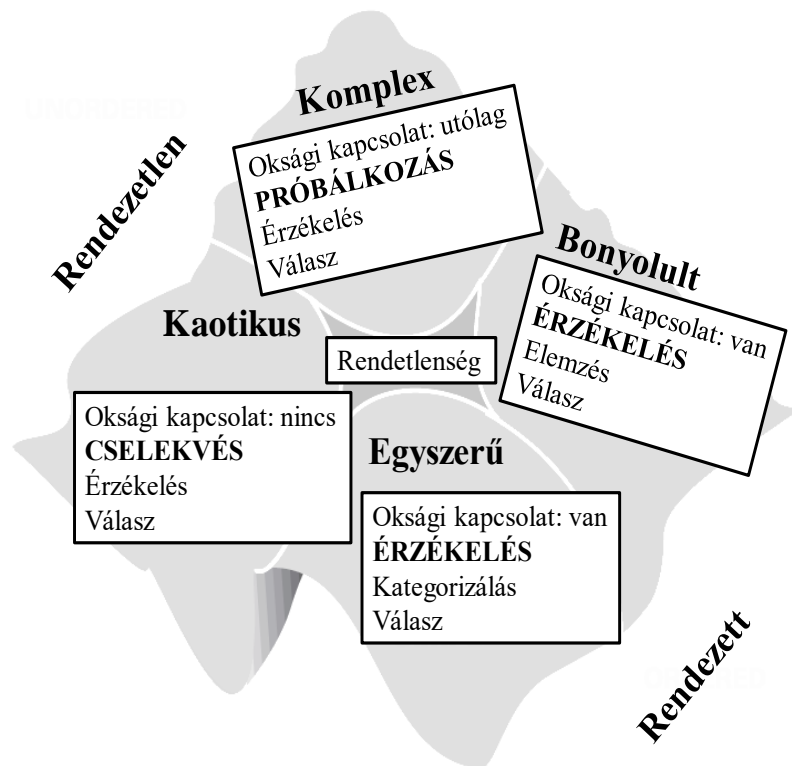 UNORDERED
Komplex
Rendezetlen
Oksági kapcsolat: utólag
PRÓBÁLKOZÁS
Érzékelés
Válasz
Bonyolult
Oksági kapcsolat: van
ÉRZÉKELÉS
Elemzés
Válasz
Kaotikus
Rendetlenség
Oksági kapcsolat: nincs
CSELEKVÉS
Érzékelés
Válasz
Egyszerű
Oksági kapcsolat: van
ÉRZÉKELÉS
Kategorizálás
Válasz
Rendezett